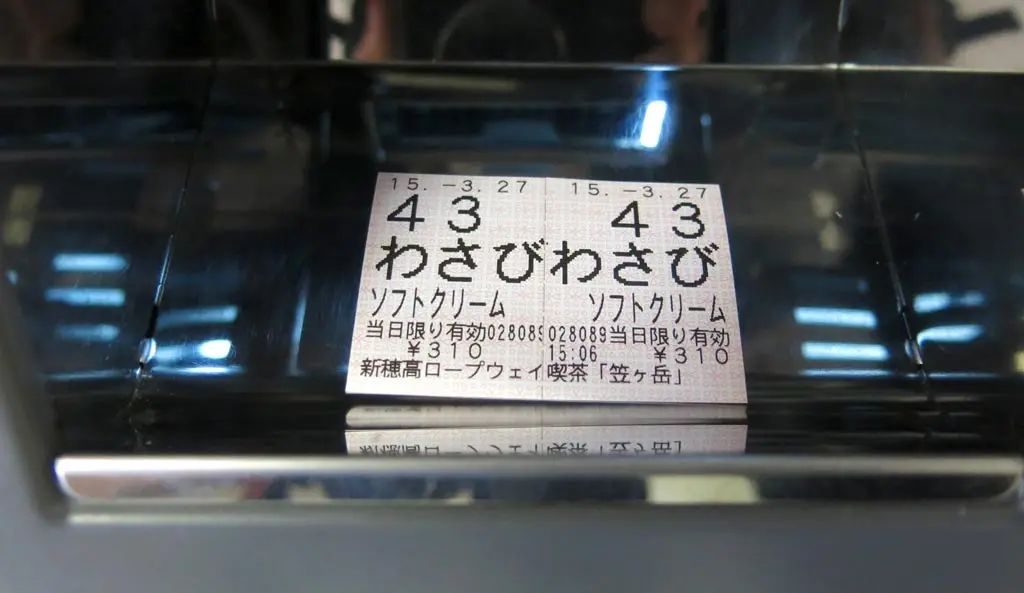 15.-3.27 15.-3.27
43 43
わさびわさび
ソフトクリーム ソフトクリーム
当日限り有効028089 028089当日限り有効
¥310 15:06 ¥310
新穂高ロープウェイ喫茶「笠ヶ岳」